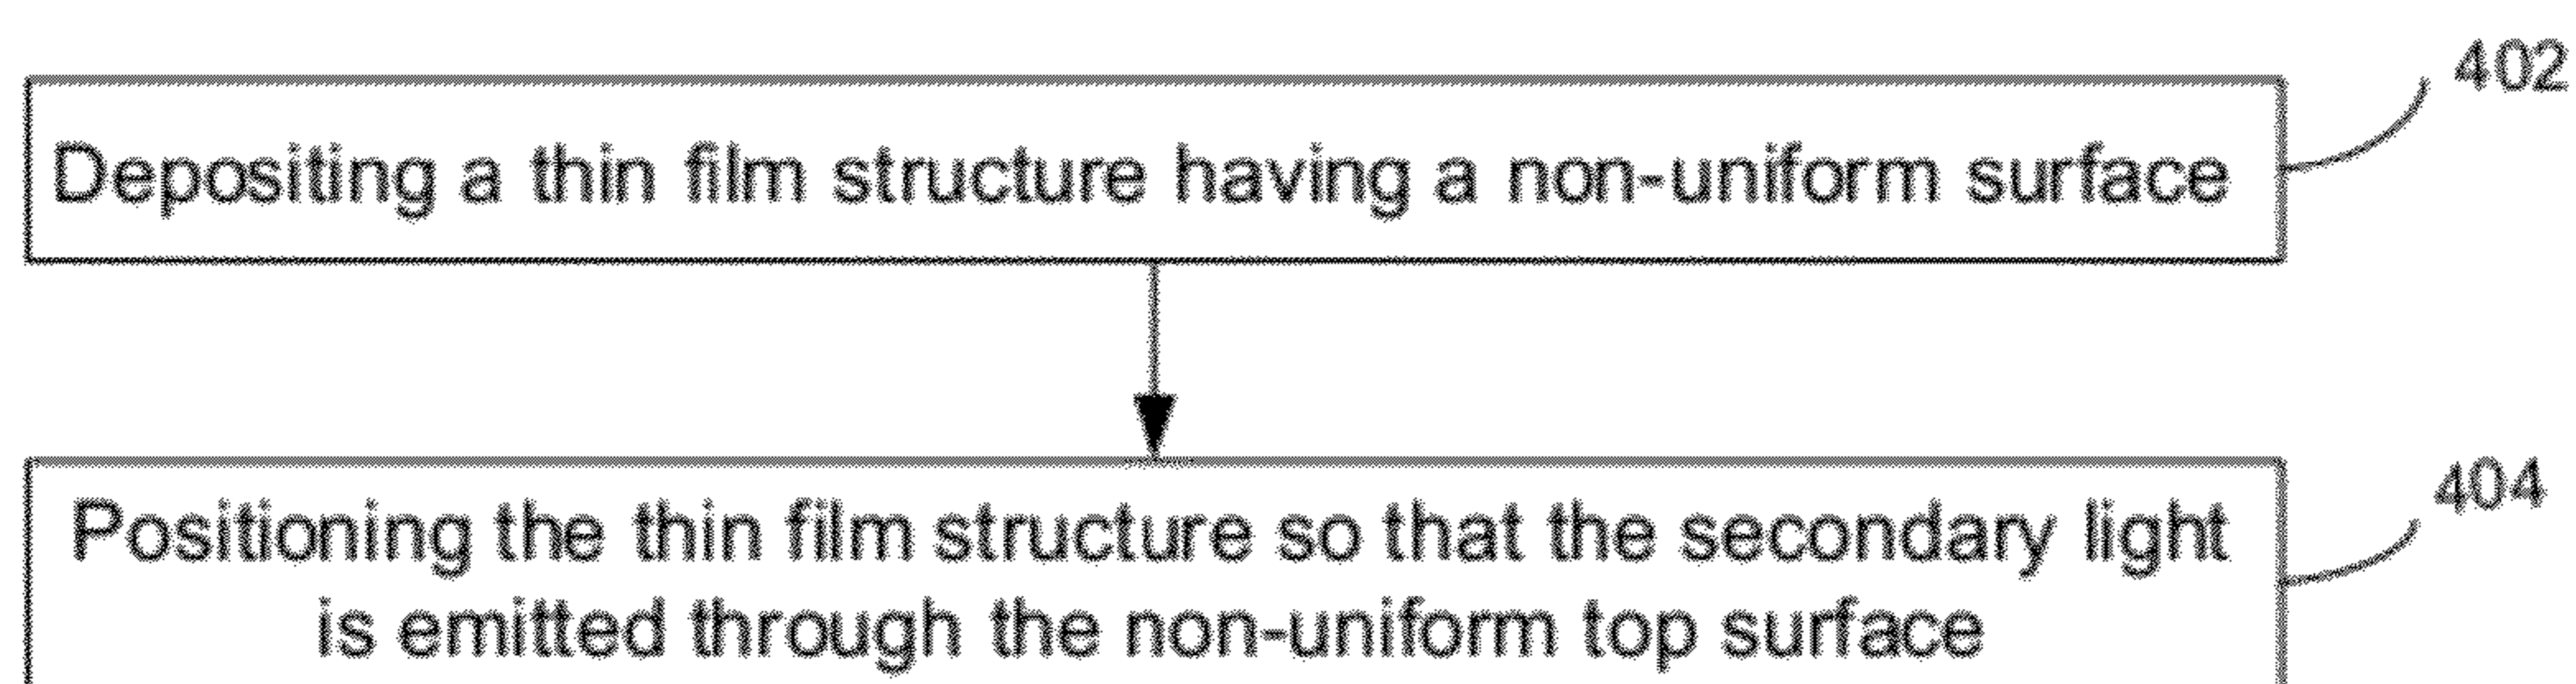 402
Depositing a thin film structure having a non-uniform surface
404
Positioning the thin film structure so that the secondary light
is emitted through the non-uniform top surface